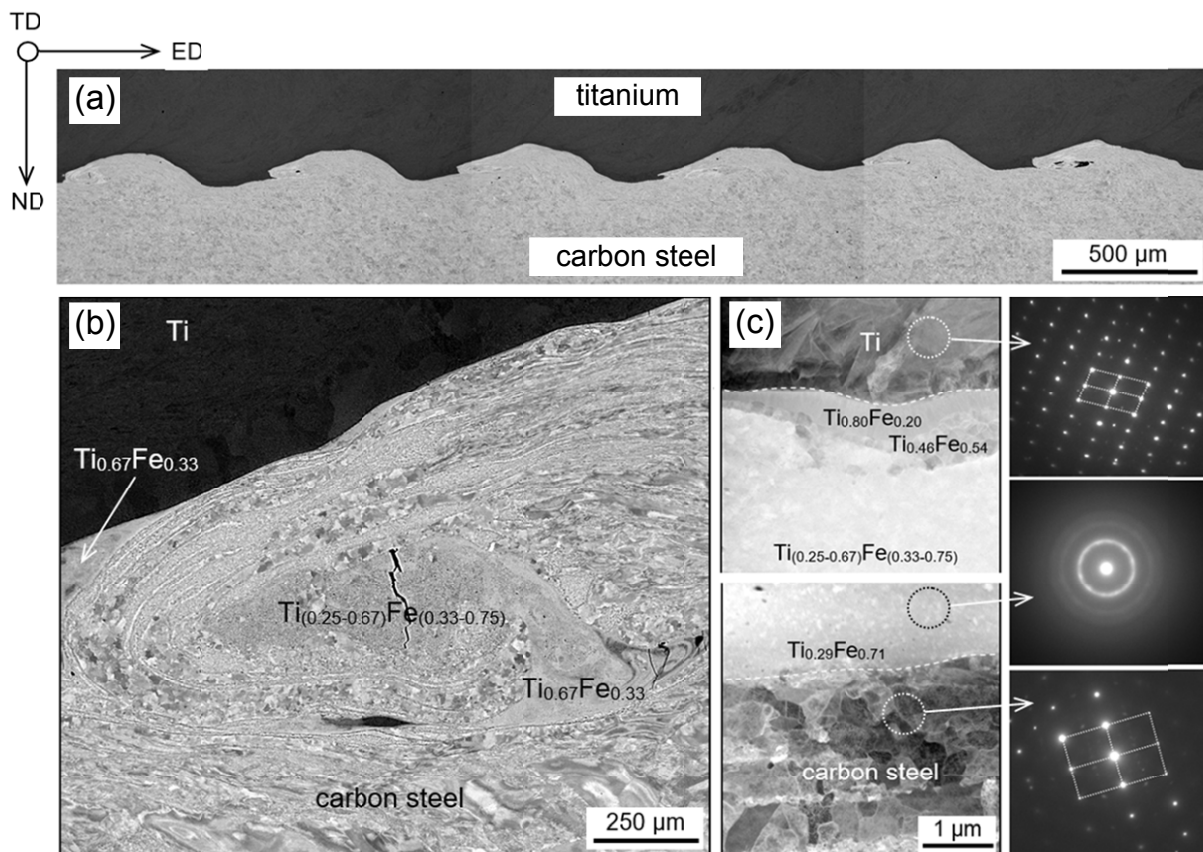 TD
ED
ND
(a)
titanium
carbon steel
500 µm
(b)
Ti
Ti0.67Fe0.33
Ti(0.25-0.67)Fe(0.33-0.75)
Ti0.67Fe0.33
carbon steel
250 µm
(c)
Ti
Ti0.80Fe0.20
Ti0.46Fe0.54
Ti(0.25-0.67)Fe(0.33-0.75)
Ti0.29Fe0.71
carbon steel
1 µm